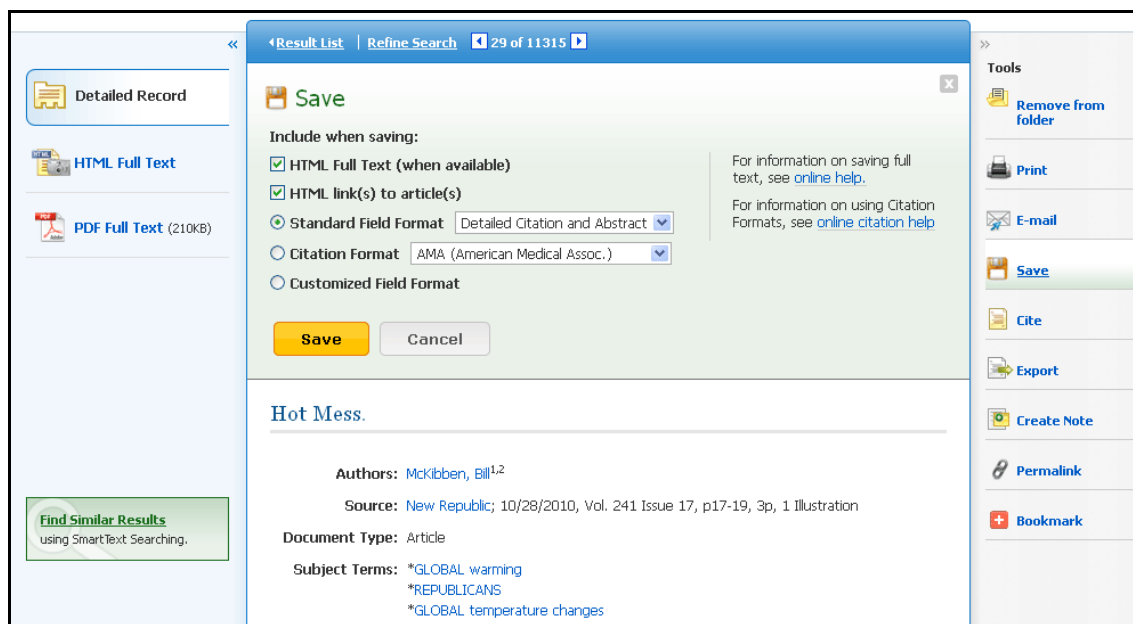 «
Result List | Refine Search 29 of 11315
»
Detailed Record
HTML Full Text
PDF Full Text (210KB)
Find Similar Results
using SmartText Searching.
Save
Include when saving:
HTML Full Text (when available)
HTML link(s) to article(s)
Standard Field Format Detailed Citation and Abstract
Citation Format AMA (American Medical Assoc.)
Customized Field Format
For information on saving full
text, see online help.
For information on using Citation
Formats, see online citation help
Save Cancel
Hot Mess.
Authors: McKibben, Bill1,2
Source: New Republic; 10/28/2010, Vol. 241 Issue 17, p17-19, 3p, 1 Illustration
Document Type: Article
Subject Terms: *GLOBAL warming
*REPUBLICANS
*GLOBAL temperature changes
Tools
Remove from
folder
Print
E-mail
Save
Cite
Export
Create Note
Permalink
Bookmark